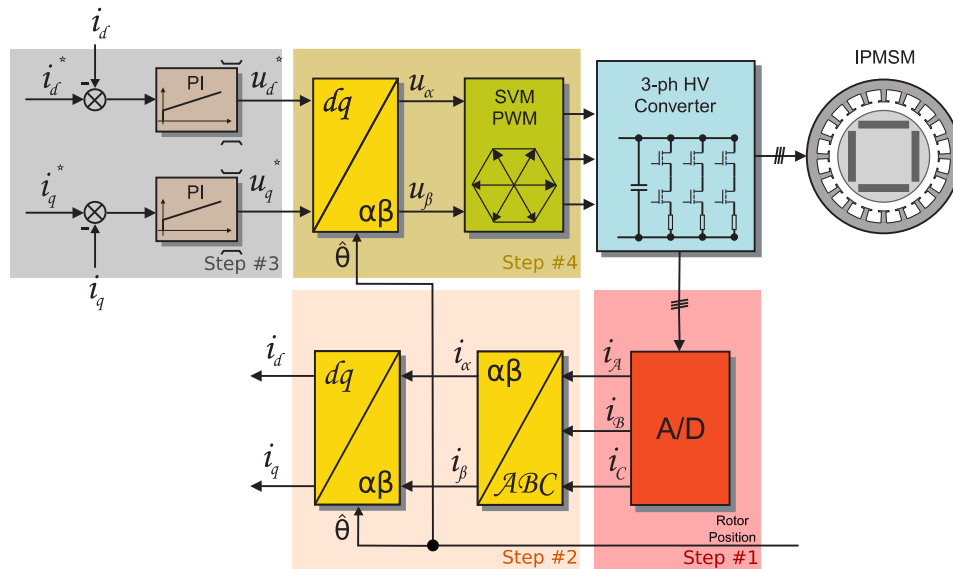 i_d
i_d*
PI
u_d*
i_q*
PI
u_q*
i_q
Step #3
dq
αβ
u_α
u_β
θ̂
SVM
PWM
Step #4
3-ph HV
Converter
IPMSM
i_d
i_q
dq
αβ
θ̂
i_α
i_β
αβ
ABC
Step #2
i_A
i_B
i_C
A/D
Rotor
Position
Step #1